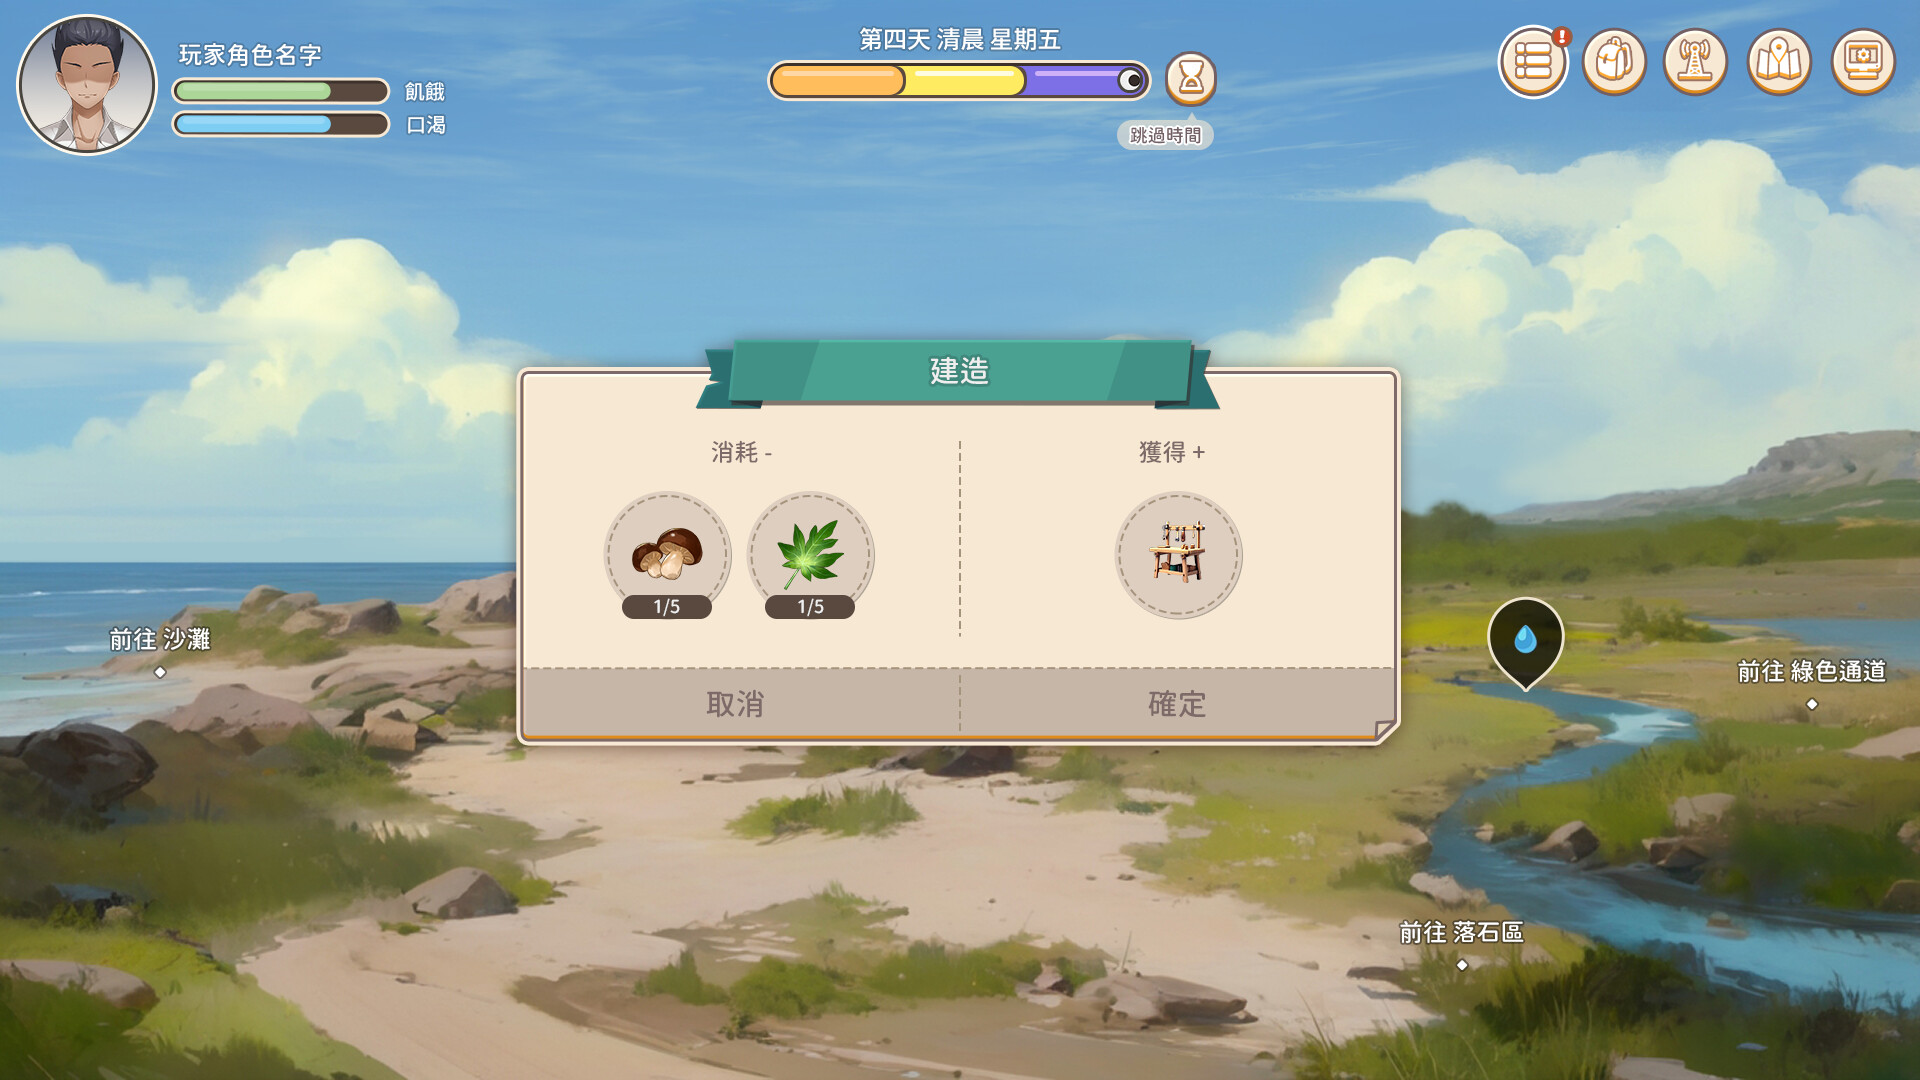 玩家角色名字
飢餓
口渴
第四天 清晨 星期五
跳過時間
建造
消耗 -
獲得 +
1/5
1/5
取消
確定
前往 沙灘
前往 綠色通道
前往 落石區